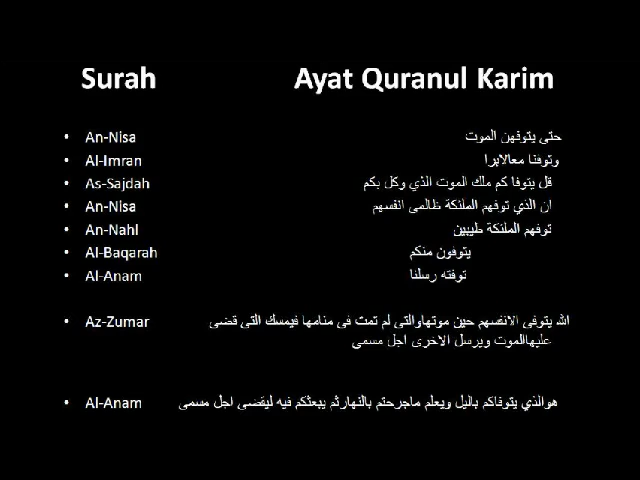 Surah Ayat Quranul Karim
• An-Nisa حتى يتوفهن الموت
• Al-Imran وتوفنا معالابرا
• As-Sajdah قل يتوفا كم ملك الموت الذي وكل بكم
• An-Nisa ان الذي توفهم الملئكة ظالمى انفسهم
• An-Nahl توفهم الملئكة طيبين
• Al-Baqarah يتوفون منكم
• Al-Anam توفته رسلنا
• Az-Zumar الله يتوفى الانفسهم حين موتهاوالتى لم تمت فى منامها فيمسك التى قضى
عليهاالموت ويرسل الاخرى اجل مسمى
• Al-Anam هوالذي يتوفاكم باليل ويعلم ماجرحتم بالنهارثم يبعثكم فيه ليقضى اجل مسمى